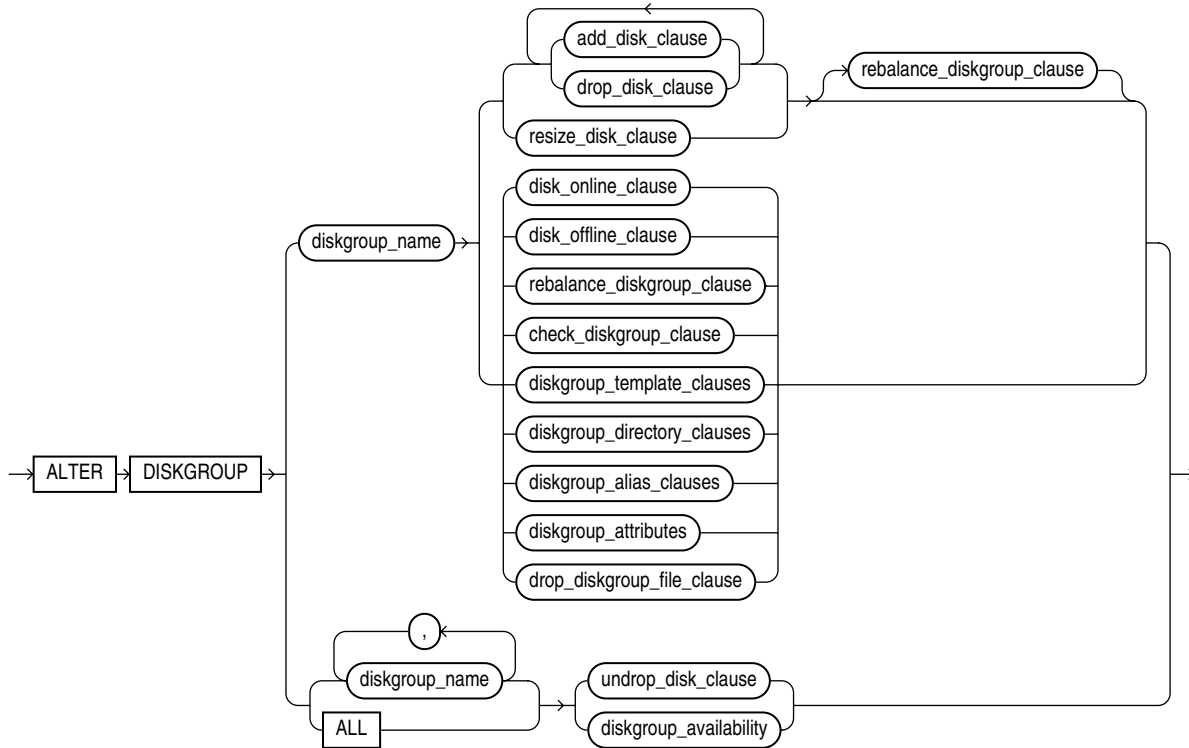 add_disk_clause
drop_disk_clause
rebalance_diskgroup_clause
resize_disk_clause
disk_online_clause
disk_offline_clause
diskgroup_name
rebalance_diskgroup_clause
check_diskgroup_clause
diskgroup_template_clauses
diskgroup_directory_clauses
ALTER
DISKGROUP
diskgroup_alias_clauses
diskgroup_attributes
drop_diskgroup_file_clause
,
diskgroup_name
ALL
undrop_disk_clause
diskgroup_availability